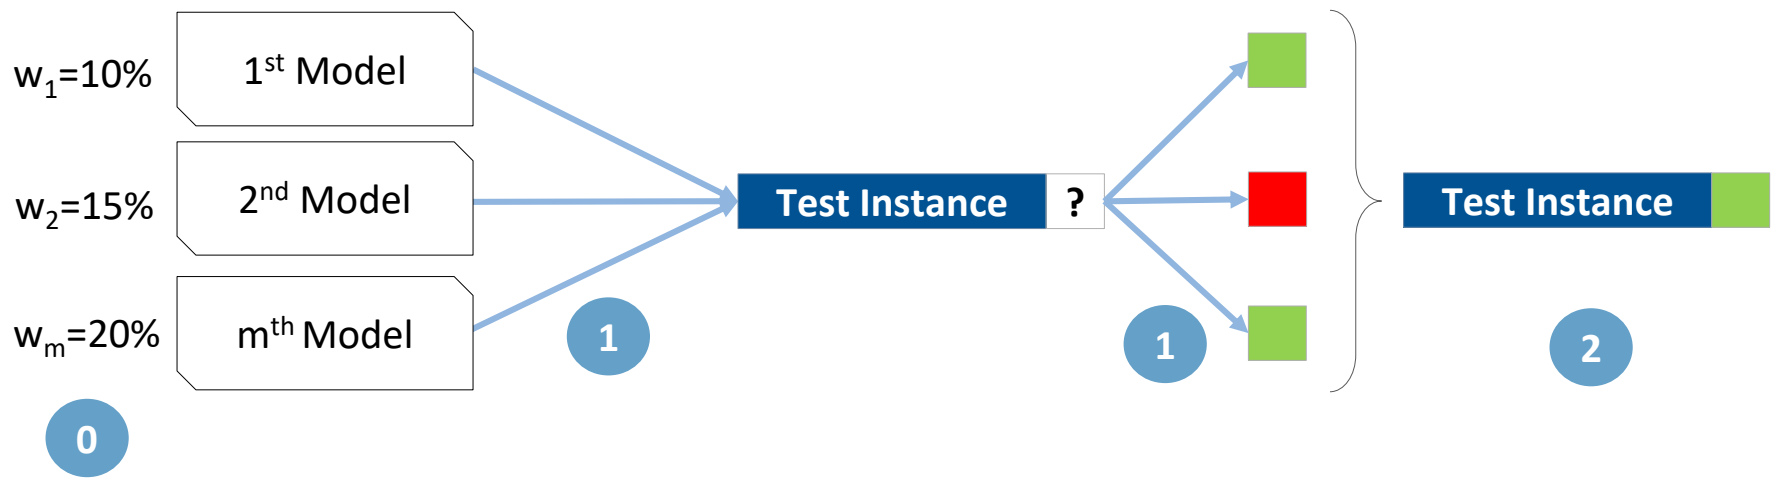 w₁=10%
1ˢᵗ Model
w₂=15%
2ⁿᵈ Model
Test Instance ?
Test Instance
wₘ=20%
mᵗʰ Model
1
1
2
0